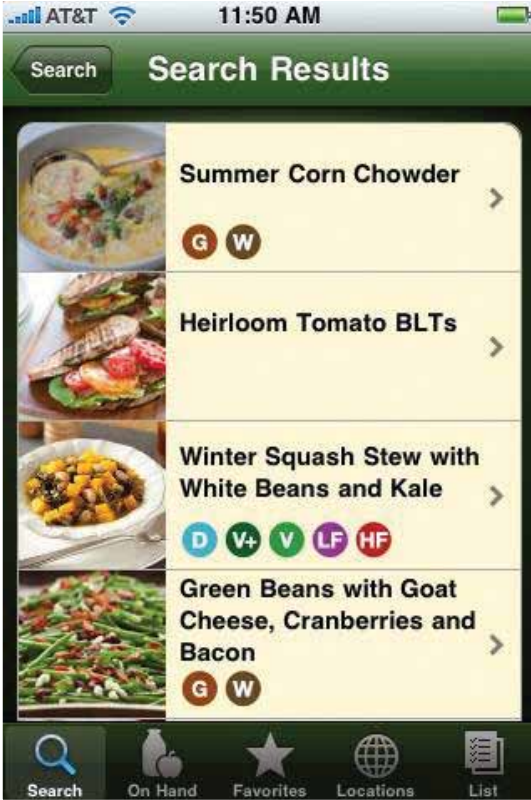 AT&T 11:50 AM
Search Search Results
Summer Corn Chowder
G W
Heirloom Tomato BLTs
Winter Squash Stew with
White Beans and Kale
D V+ V LF HF
Green Beans with Goat
Cheese, Cranberries and
Bacon
G W
Search On Hand Favorites Locations List